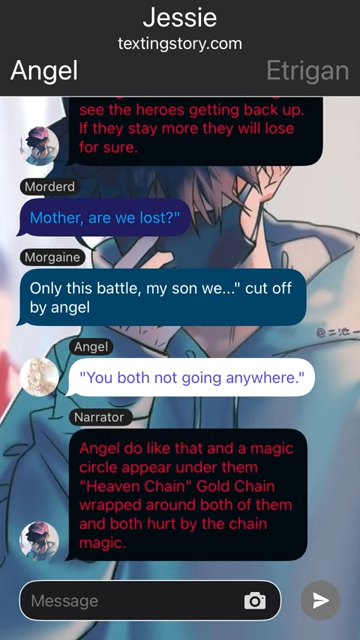 Jessie
textingstory.com
Angel
Etrigan
see the heroes getting back up.
If they stay more they will lose
for sure.
Morderd
Mother, are we lost?"
Morgaine
Only this battle, my son we..." cut off
by angel
Angel
"You both not going anywhere."
Narrator
Angel do like that and a magic
circle appear under them
"Heaven Chain" Gold Chain
wrapped around both of them
and both hurt by the chain
magic.
Message